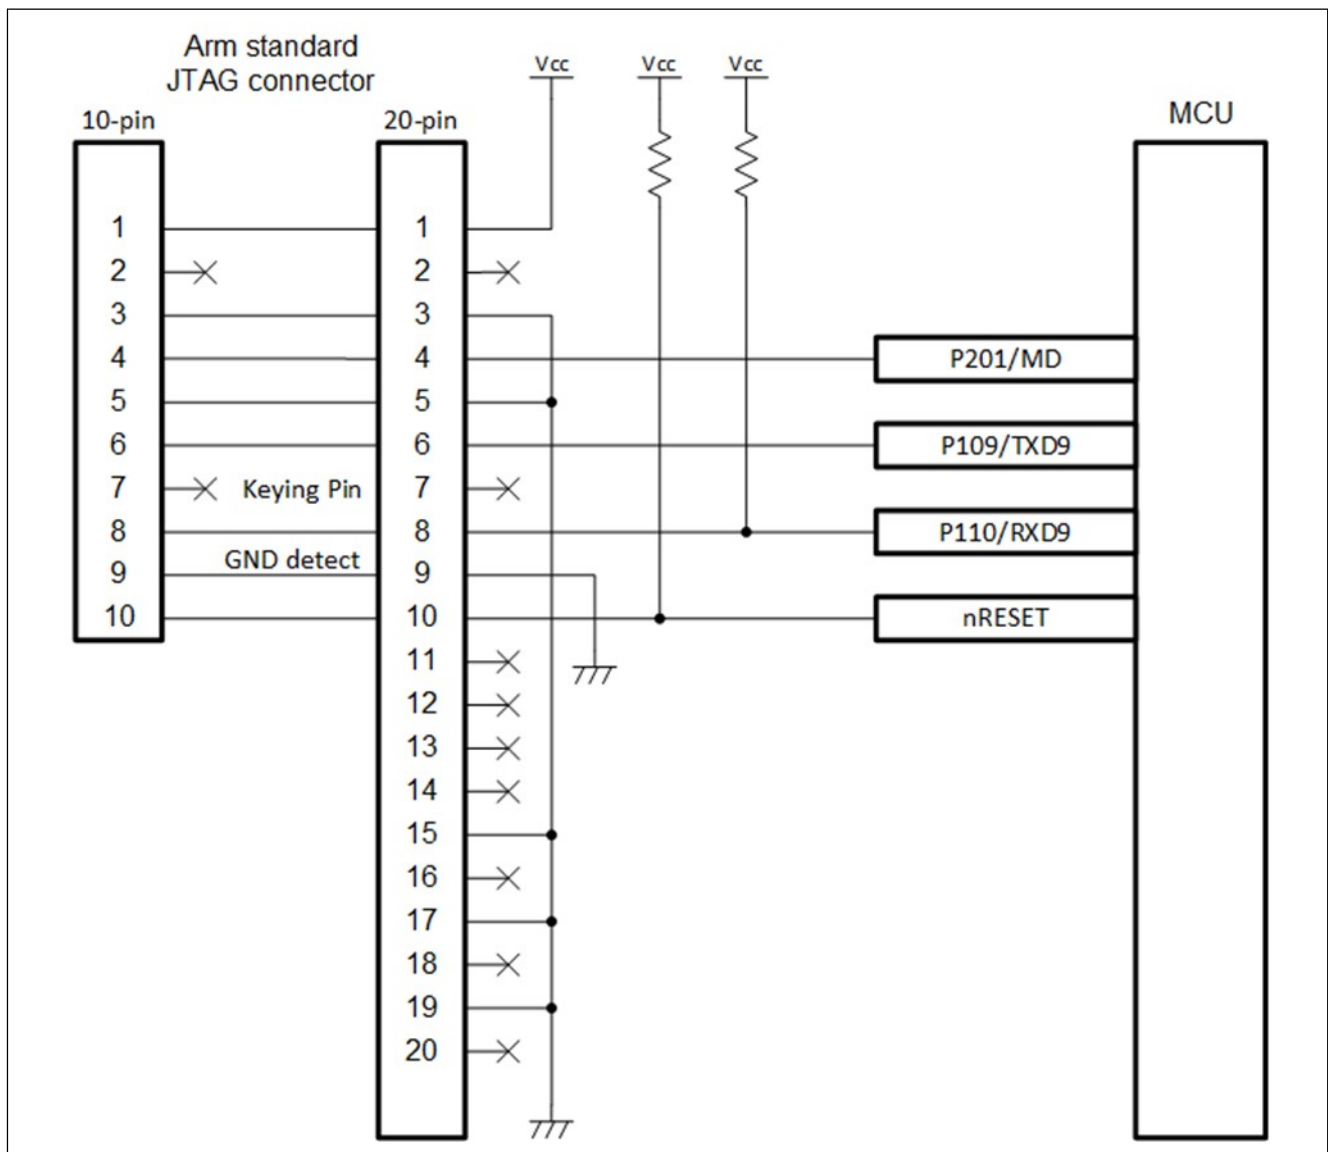 Arm standard
JTAG connector
10-pin
20-pin
Vcc
Vcc
Vcc
MCU
1
1
2
2
3
3
4
4
P201/MD
5
5
6
6
P109/TXD9
7
Keying Pin
7
8
8
P110/RXD9
9
GND detect
9
10
10
nRESET
11
12
13
14
15
16
17
18
19
20